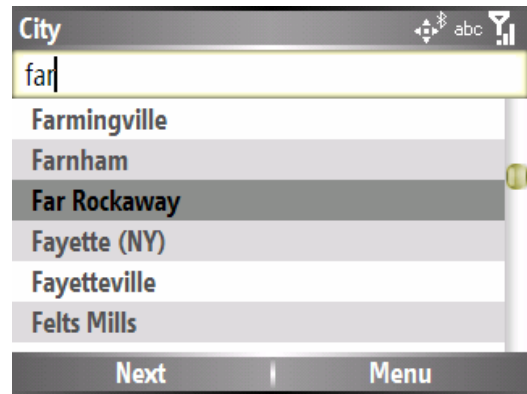 City abc
far
Farmingville
Farnham
Far Rockaway
Fayette (NY)
Fayetteville
Felts Mills
Next Menu